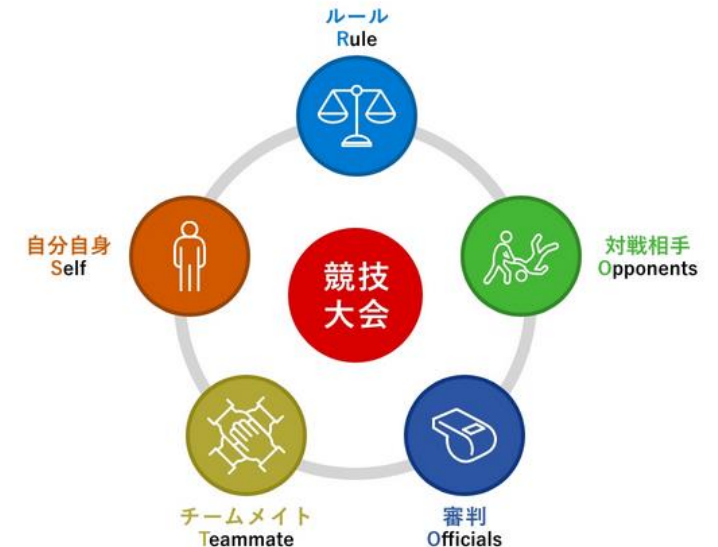 ルール
Rule
自分自身
Self
対戦相手
Opponents
競技
大会
チームメイト
Teammate
審判
Officials